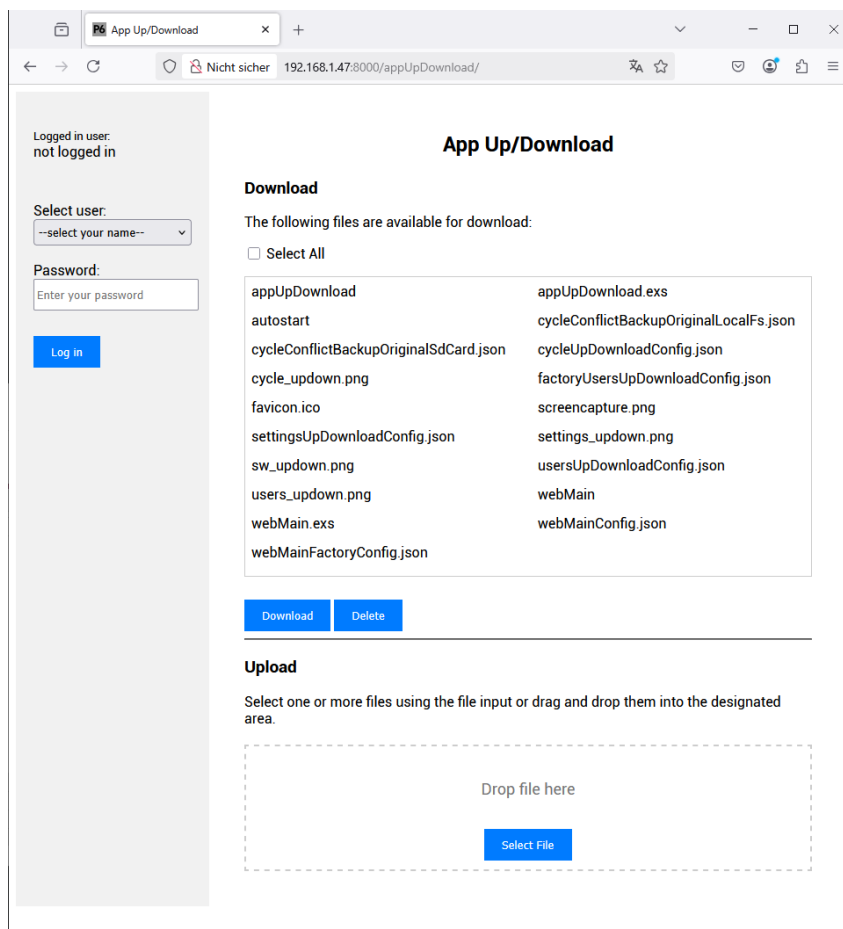 P6 App Up/Download
Nicht sicher 192.168.1.47:8000/appUpDownload/
Logged in user:
not logged in
Select user:
--select your name--
Password:
Enter your password
Log in
App Up/Download
Download
The following files are available for download:
Select All
appUpDownload appUpDownload.exs
autostart cycleConflictBackupOriginalLocalFs.json
cycleConflictBackupOriginalSdCard.json cycleUpDownloadConfig.json
cycle_updown.png factoryUsersUpDownloadConfig.json
favicon.ico screencapture.png
settingsUpDownloadConfig.json settings_updown.png
sw_updown.png usersUpDownloadConfig.json
users_updown.png webMain
webMain.exs webMainConfig.json
webMainFactoryConfig.json
Download Delete
Upload
Select one or more files using the file input or drag and drop them into the designated
area.
Drop file here
Select File